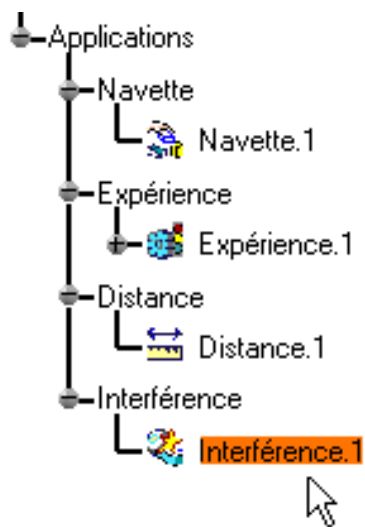 Applications
Navette
Navette.1
Expérience
Expérience.1
Distance
Distance.1
Interférence
Interférence.1